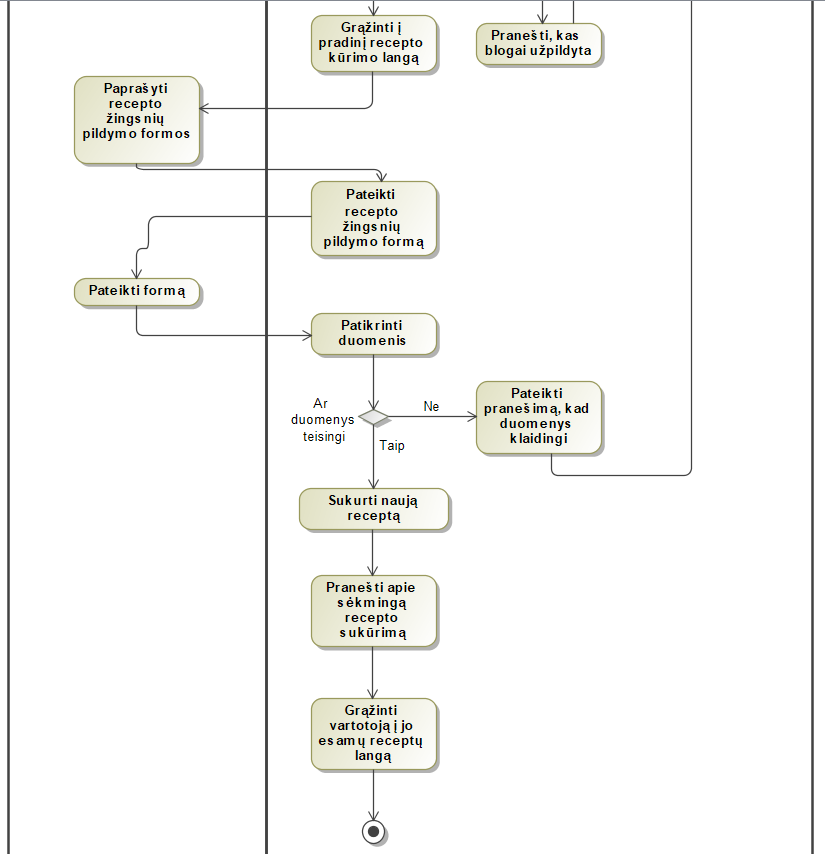 Grąžinti į
pradinį recepto
kūrimo langą
Pranešti, kas
blogai užpildyta
Paprašyti
recepto
žingsnių
pildymo formos
Pateikti
recepto
žingsnių
pildymo formą
Pateikti formą
Patikrinti
duomenis
Ar
duomenys
teisingi
Ne
Pateikti
pranešimą, kad
duomenys
klaidingi
Taip
Sukurti naują
receptą
Pranešti apie
sėkmingą
recepto
sukūrimą
Grąžinti
vartotoją į jo
esamų receptų
langą